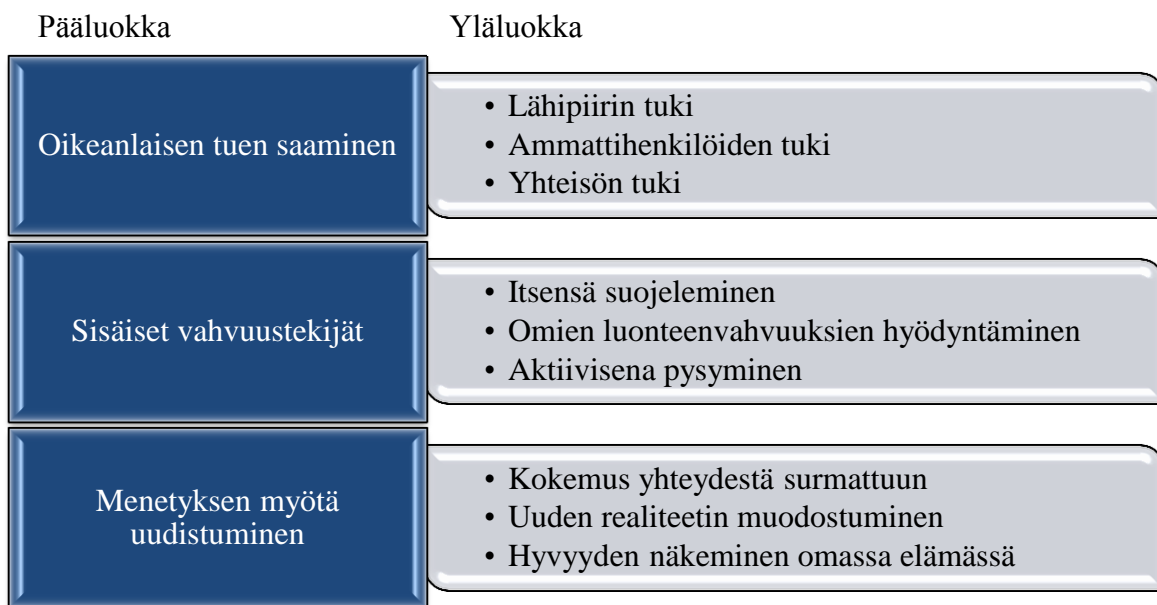 Pääluokka Yläluokka
Oikeanlaisen tuen saaminen
• Lähipiirin tuki
• Ammattihenkilöiden tuki
• Yhteisön tuki
Sisäiset vahvuustekijät
• Itsensä suojeleminen
• Omien luonteenvahvuuksien hyödyntäminen
• Aktiivisena pysyminen
Menetyksen myötä
uudistuminen
• Kokemus yhteydestä surmattuun
• Uuden realiteetin muodostuminen
• Hyvyyden näkeminen omassa elämässä